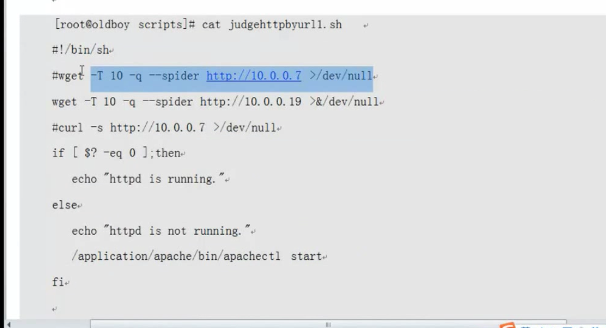 [root@oldboy scripts]# cat judgehttpbyurl1.sh
#!/bin/sh
#wget -T 10 -q --spider http://10.0.0.7 >/dev/null
wget -T 10 -q --spider http://10.0.0.19 >&/dev/null
#curl -s http://10.0.0.7 >/dev/null
if [ $? -eq 0 ];then
   echo "httpd is running."
else
   echo "httpd is not running."
   /application/apache/bin/apachectl start
fi